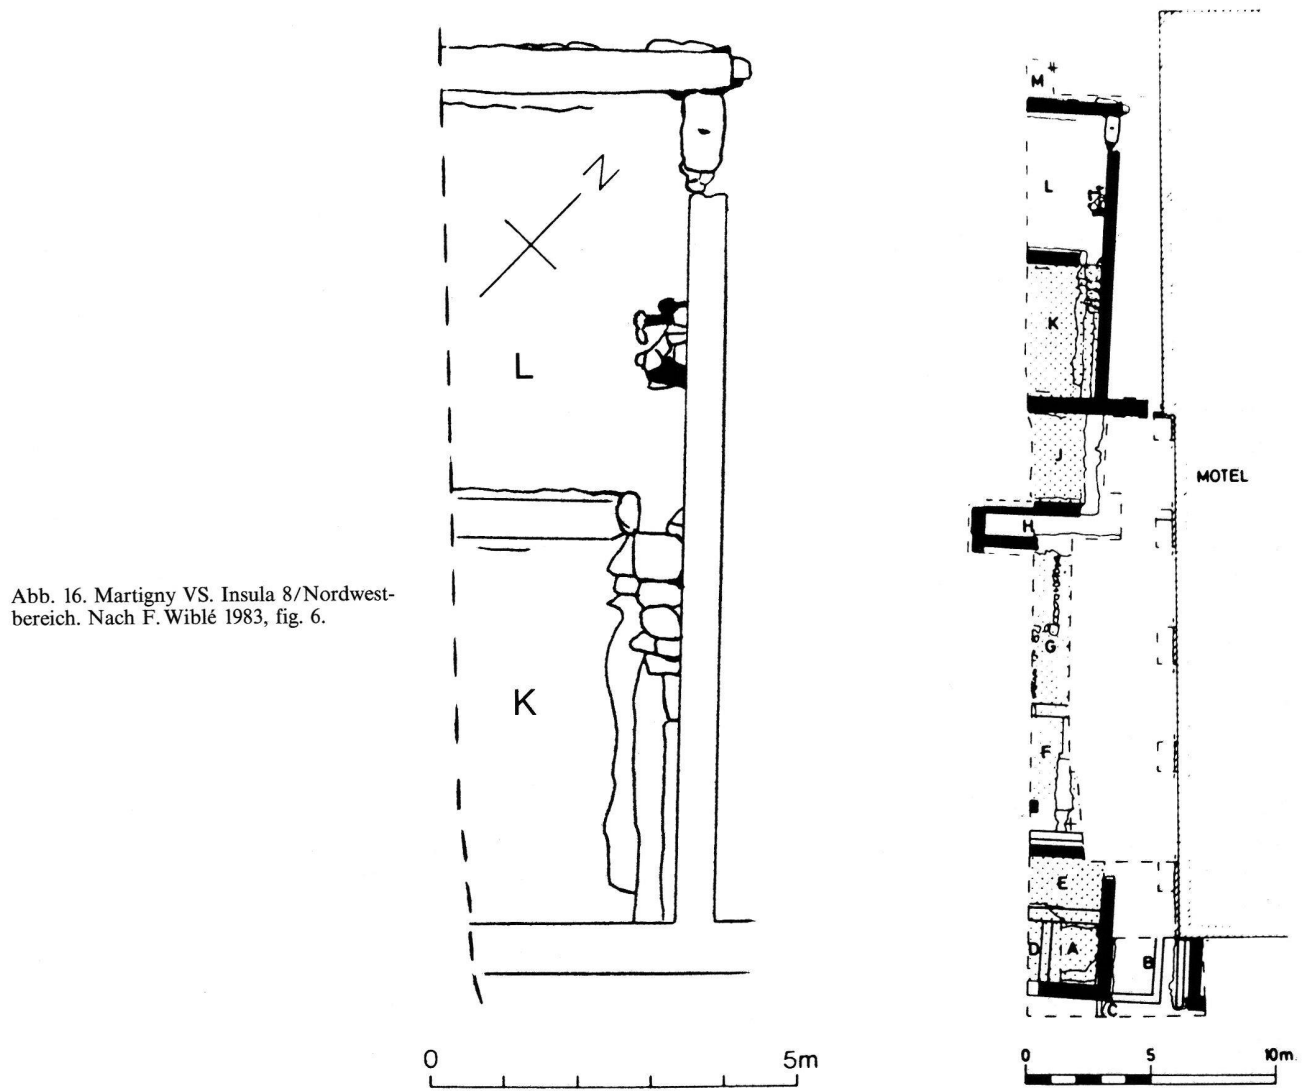 N
L
K
0 5m
Abb. 16. Martigny VS. Insula 8/Nordwest-
bereich. Nach F. Wiblé 1983, fig. 6.
M
L
K
J
H
G
F
E
D A B
C
MOTEL
0 5 10m